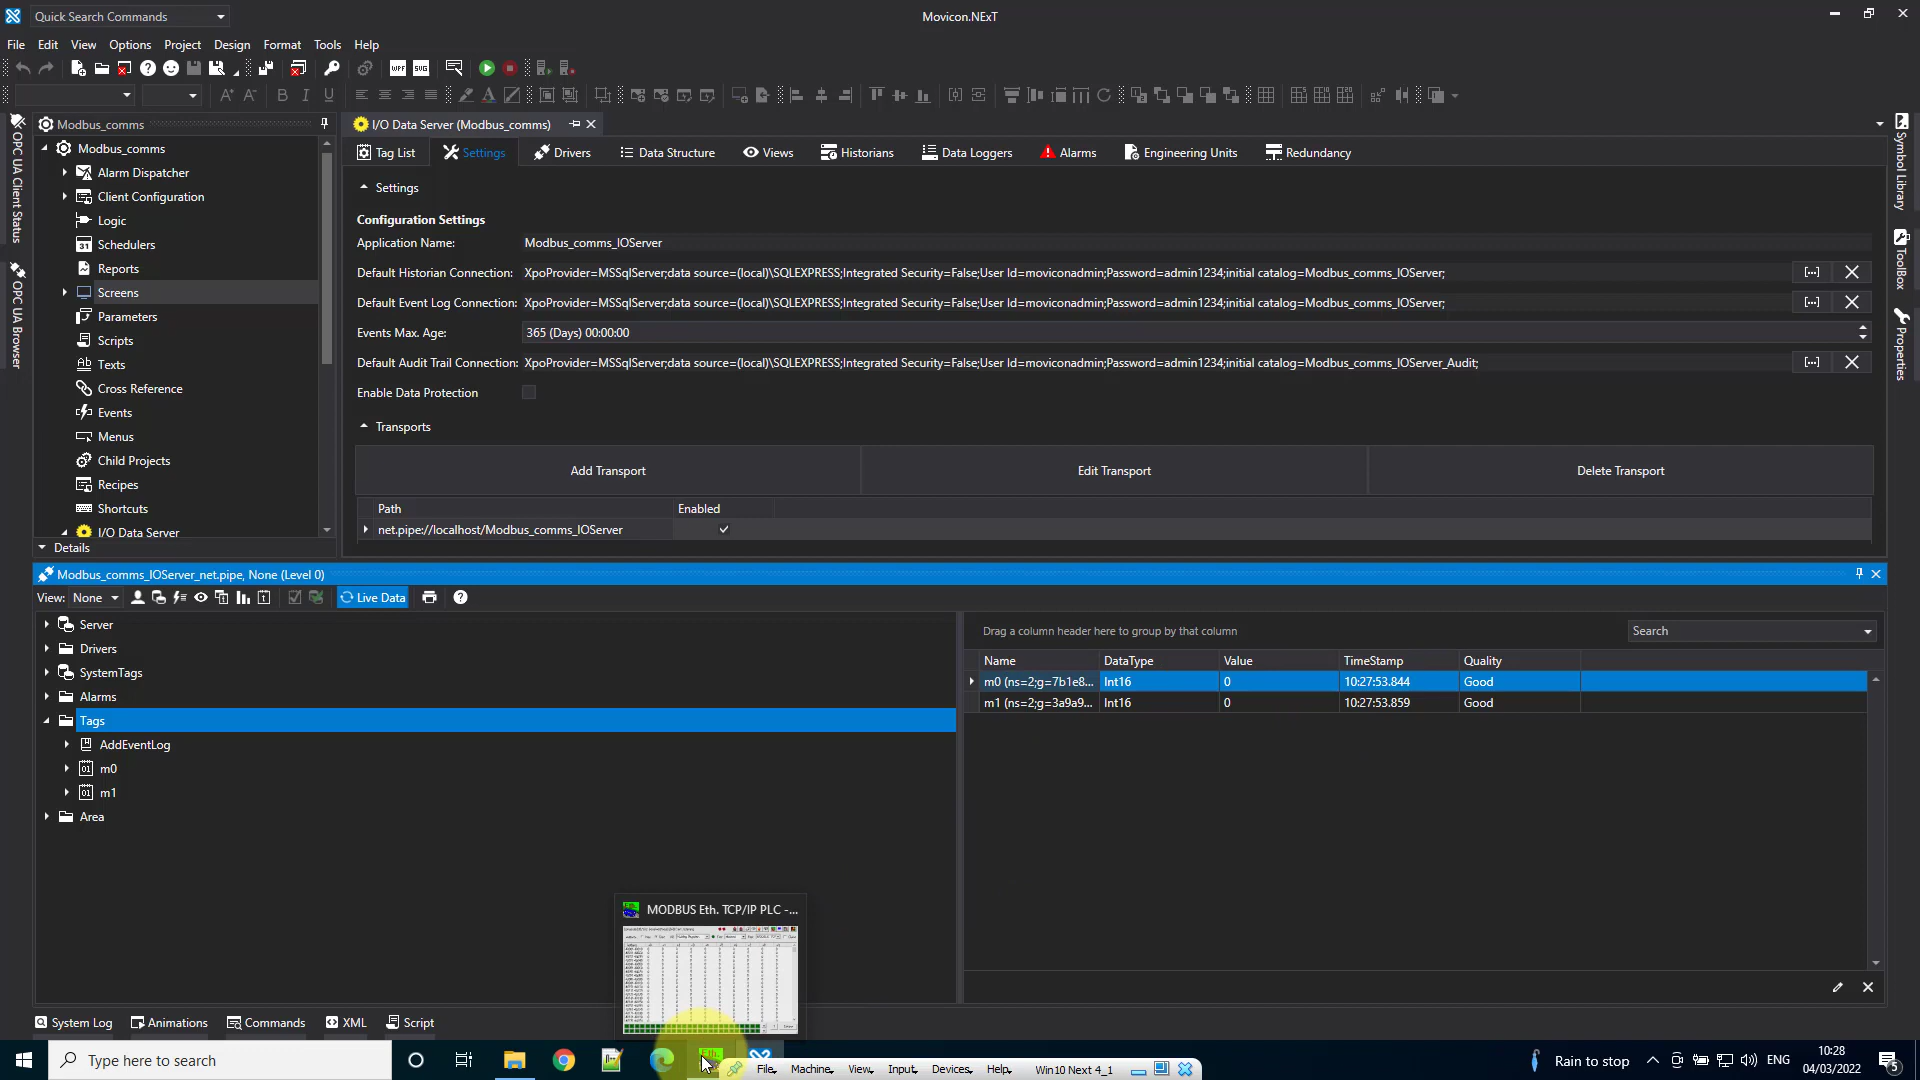 Quick Search Commands
Movicon.NExT
File Edit View Options Project Design Format Tools Help
WPF SVG
Modbus_comms
I/O Data Server (Modbus_comms)
Modbus_comms
Alarm Dispatcher
Client Configuration
Logic
Schedulers
Reports
Screens
Parameters
Scripts
Texts
Cross Reference
Events
Menus
Child Projects
Recipes
Shortcuts
I/O Data Server
Details
OPC UA Client Status
OPC UA Browser
Tag List Settings Drivers Data Structure Views Historians Data Loggers Alarms Engineering Units Redundancy
Settings
Configuration Settings
Application Name: Modbus_comms_IOServer
Default Historian Connection: XpoProvider=MSSqlServer;data source=(local)\SQLEXPRESS;Integrated Security=False;User Id=moviconadmin;Password=admin1234;initial catalog=Modbus_comms_IOServer;
Default Event Log Connection: XpoProvider=MSSqlServer;data source=(local)\SQLEXPRESS;Integrated Security=False;User Id=moviconadmin;Password=admin1234;initial catalog=Modbus_comms_IOServer;
Events Max. Age: 365 (Days) 00:00:00
Default Audit Trail Connection: XpoProvider=MSSqlServer;data source=(local)\SQLEXPRESS;Integrated Security=False;User Id=moviconadmin;Password=admin1234;initial catalog=Modbus_comms_IOServer_Audit;
Enable Data Protection
Transports
Add Transport Edit Transport Delete Transport
Path Enabled
net.pipe://localhost/Modbus_comms_IOServer
Symbol Library
ToolBox
Properties
Modbus_comms_IOServer_net.pipe, None (Level 0)
View: None Live Data
Server
Drivers
SystemTags
Alarms
Tags
AddEventLog
m0
m1
Area
Drag a column header here to group by that column
Search
Name DataType Value TimeStamp Quality
m0 (ns=2;g=7b1e8... Int16 0 10:27:53.844 Good
m1 (ns=2;g=3a9a9... Int16 0 10:27:53.859 Good
MODBUS Eth. TCP/IP PLC -...
System Log Animations Commands XML Script
Type here to search
Eth.
File Machine View Input Devices Help Win10 Next 4_1
Rain to stop
ENG
10:28
04/03/2022
5